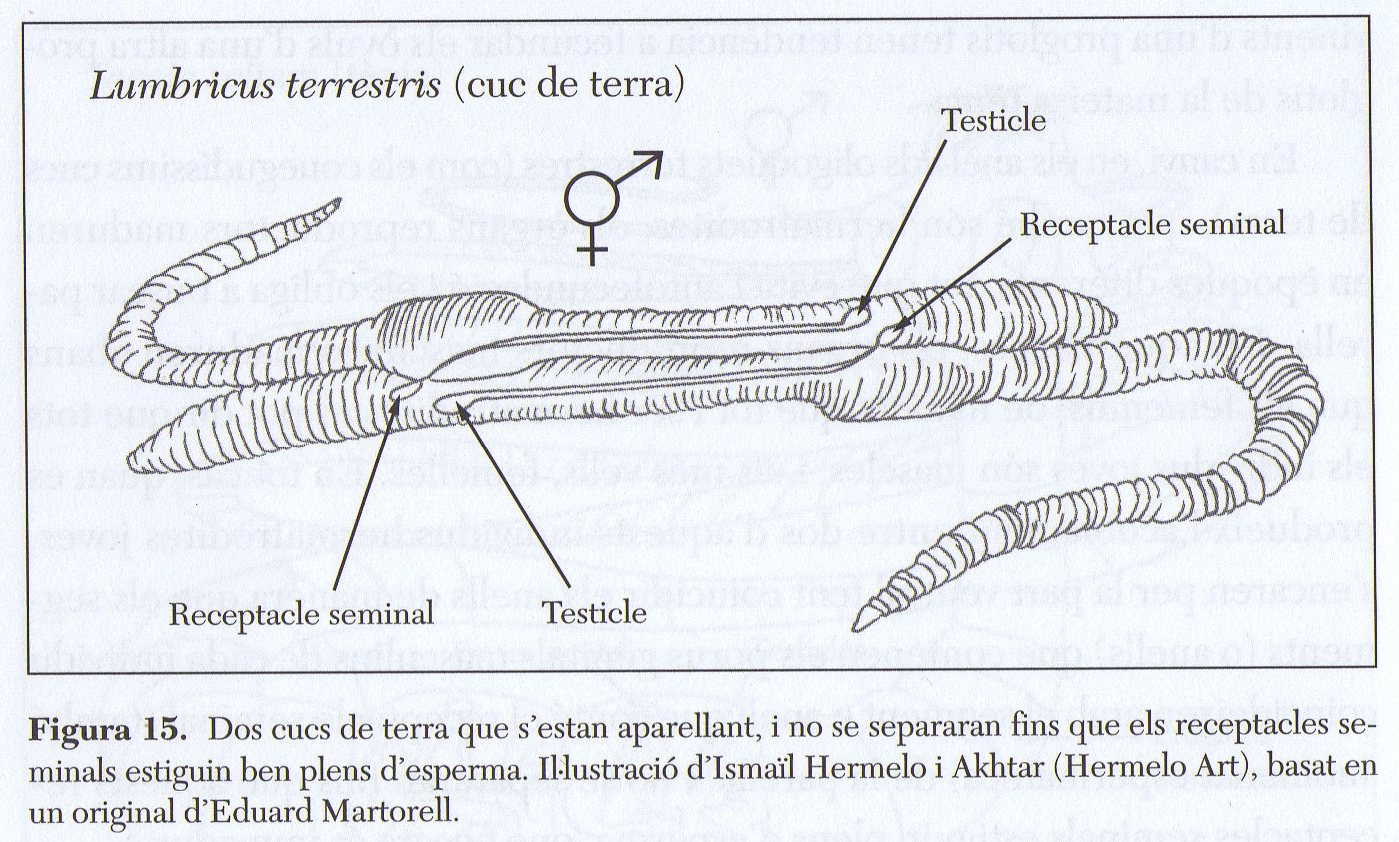 Lumbricus terrestris (cuc de terra)
Testicle
Receptacle seminal
Receptacle seminal
Testicle
Figura 15. Dos cucs de terra que s'estan aparellant, i no se separaran fins que els receptacles se-
minals estiguin ben plens d'esperma. Il·lustració d'Ismaïl Hermelo i Akhtar (Hermelo Art), basat en
un original d'Eduard Martorell.